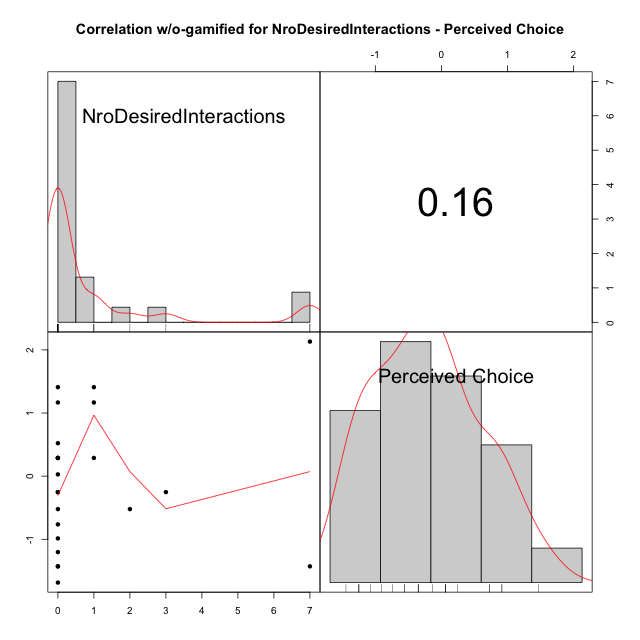 Correlation w/o-gamified for NroDesiredInteractions - Perceived Choice
-1 0 1 2
NroDesiredInteractions
0.16
0 1 2 3 4 5 6 7
Perceived Choice
-1 0 1 2
0 1 2 3 4 5 6 7